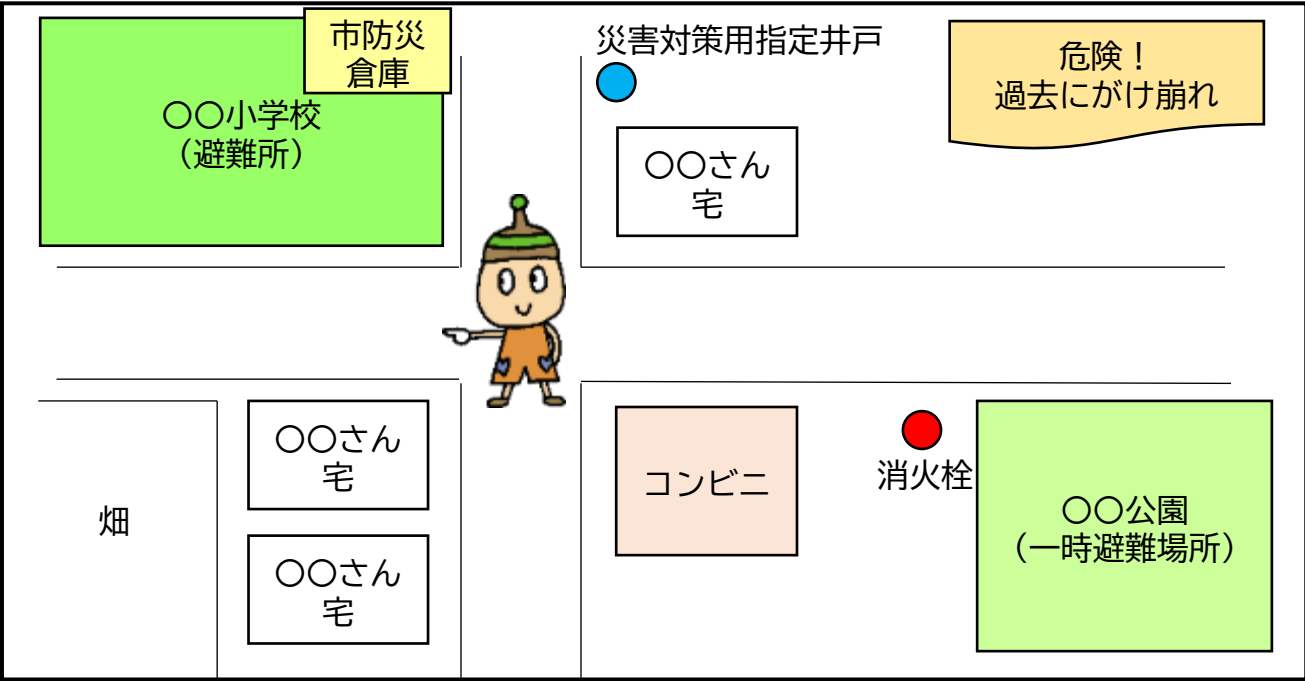 市防災
倉庫
〇〇小学校
（避難所）
災害対策用指定井戸
危険！
過去にがけ崩れ
〇〇さん
宅
〇〇さん
宅
〇〇さん
宅
畑
コンビニ
消火栓
〇〇公園
（一時避難場所）